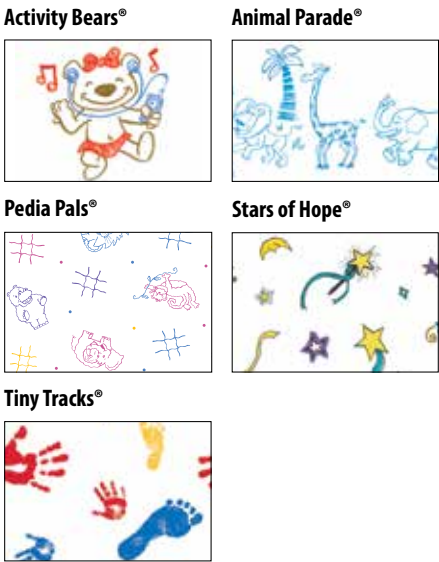 Activity Bears®
Animal Parade®
Pedia Pals®
Stars of Hope®
Tiny Tracks®